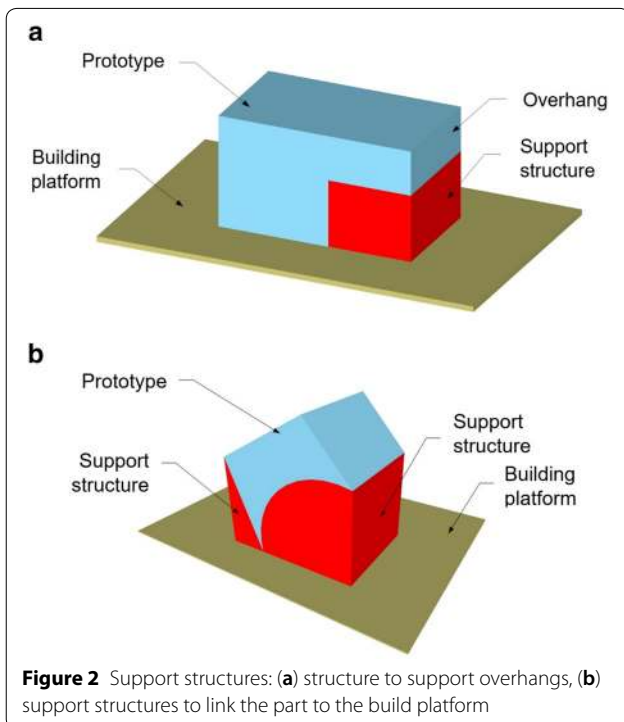 a
Prototype
Overhang
Support
structure
Building
platform
b
Prototype
Support
structure
Support
structure
Building
platform
Figure 2 Support structures: (a) structure to support overhangs, (b)
support structures to link the part to the build platform